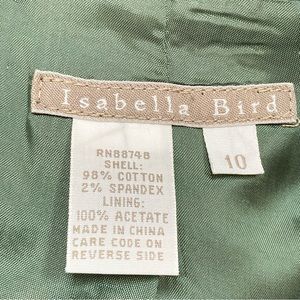 Isabella Bird
10
RN88748
SHELL:
98% COTTON
2% SPANDEX
LINING:
100% ACETATE
MADE IN CHINA
CARE CODE ON
REVERSE SIDE